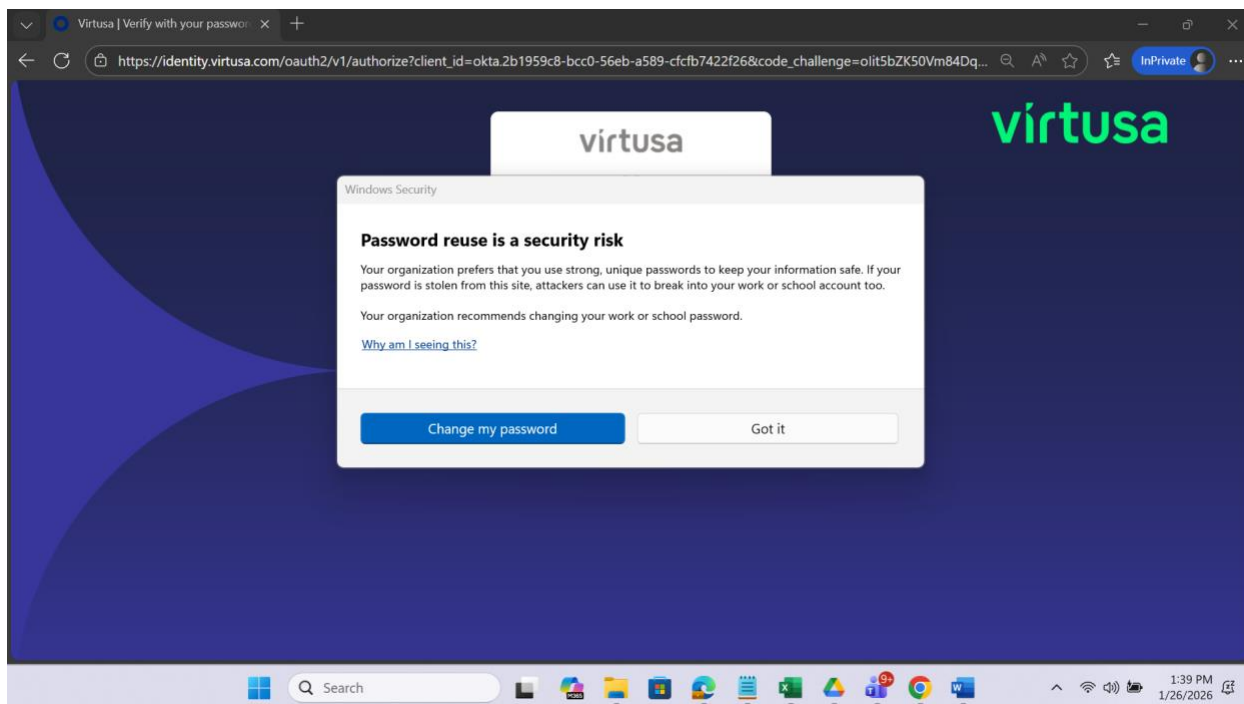 Virtusa | Verify with your passwor
https://identity.virtusa.com/oauth2/v1/authorize?client_id=okta.2b1959c8-bcc0-56eb-a589-cfcfb7422f26&code_challenge=olit5bZK50Vm84Dq...
InPrivate
virtusa
virtusa
Windows Security
Password reuse is a security risk
Your organization prefers that you use strong, unique passwords to keep your information safe. If your
password is stolen from this site, attackers can use it to break into your work or school account too.
Your organization recommends changing your work or school password.
Why am I seeing this?
Change my password
Got it
Search
9+
1:39 PM
1/26/2026